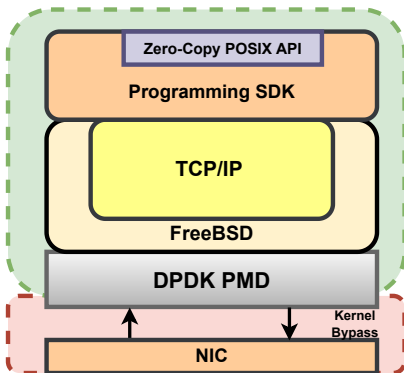 Zero-Copy POSIX API
Programming SDK
TCP/IP
FreeBSD
DPDK PMD
Kernel
Bypass
NIC